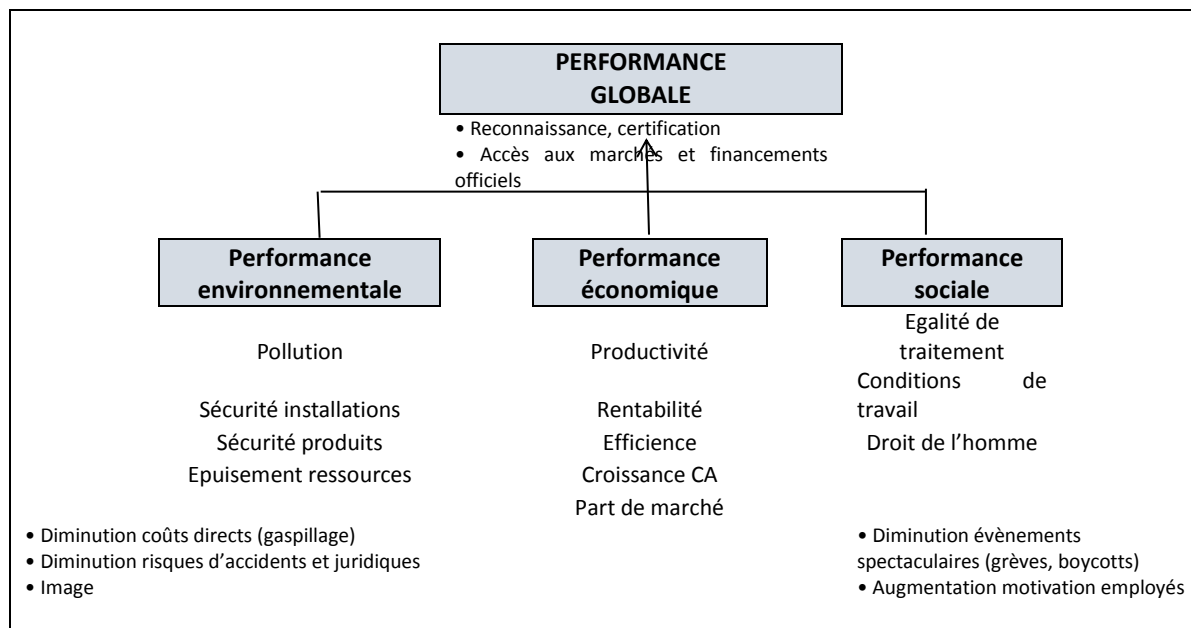 PERFORMANCE
GLOBALE
• Reconnaissance, certification
• Accès aux marchés et financements
officiels
Performance
environnementale
Pollution
Sécurité installations
Sécurité produits
Epuisement ressources
• Diminution coûts directs (gaspillage)
• Diminution risques d’accidents et juridiques
• Image
Performance
économique
Productivité
Rentabilité
Efficience
Croissance CA
Part de marché
Performance
sociale
Egalité de
traitement
Conditions de
travail
Droit de l’homme
• Diminution évènements
spectaculaires (grèves, boycotts)
• Augmentation motivation employés